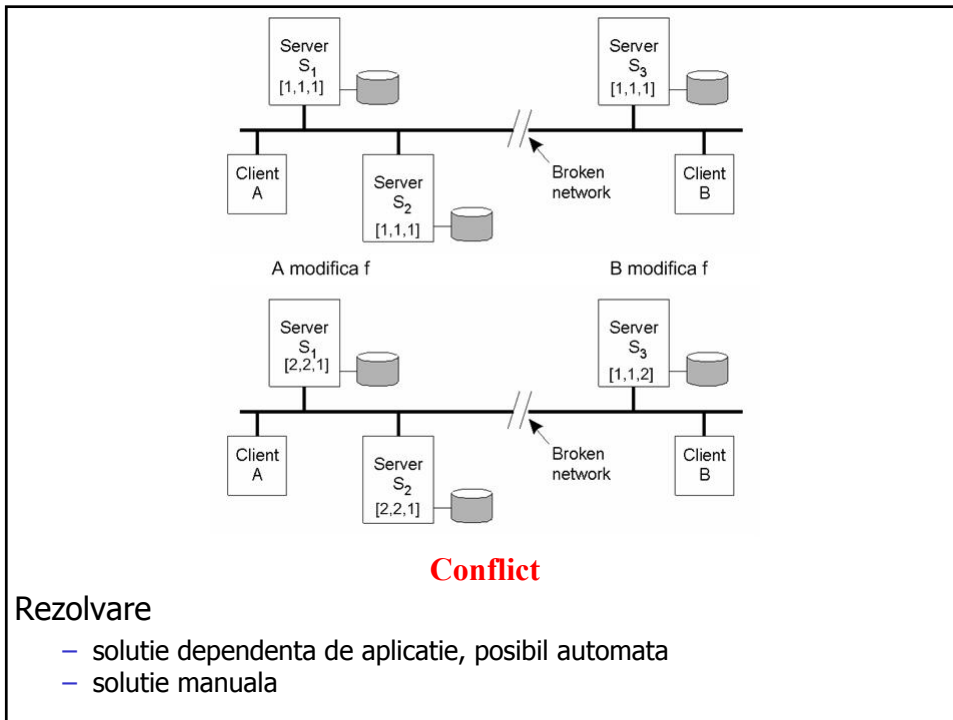 Server
S1
[1,1,1]
Server
S3
[1,1,1]
Client
A
Server
S2
[1,1,1]
Broken
network
Client
B
A modifica f
B modifica f
Server
S1
[2,2,1]
Server
S3
[1,1,2]
Client
A
Server
S2
[2,2,1]
Broken
network
Client
B
Conflict
Rezolvare
– solutie dependenta de aplicatie, posibil automata
– solutie manuala